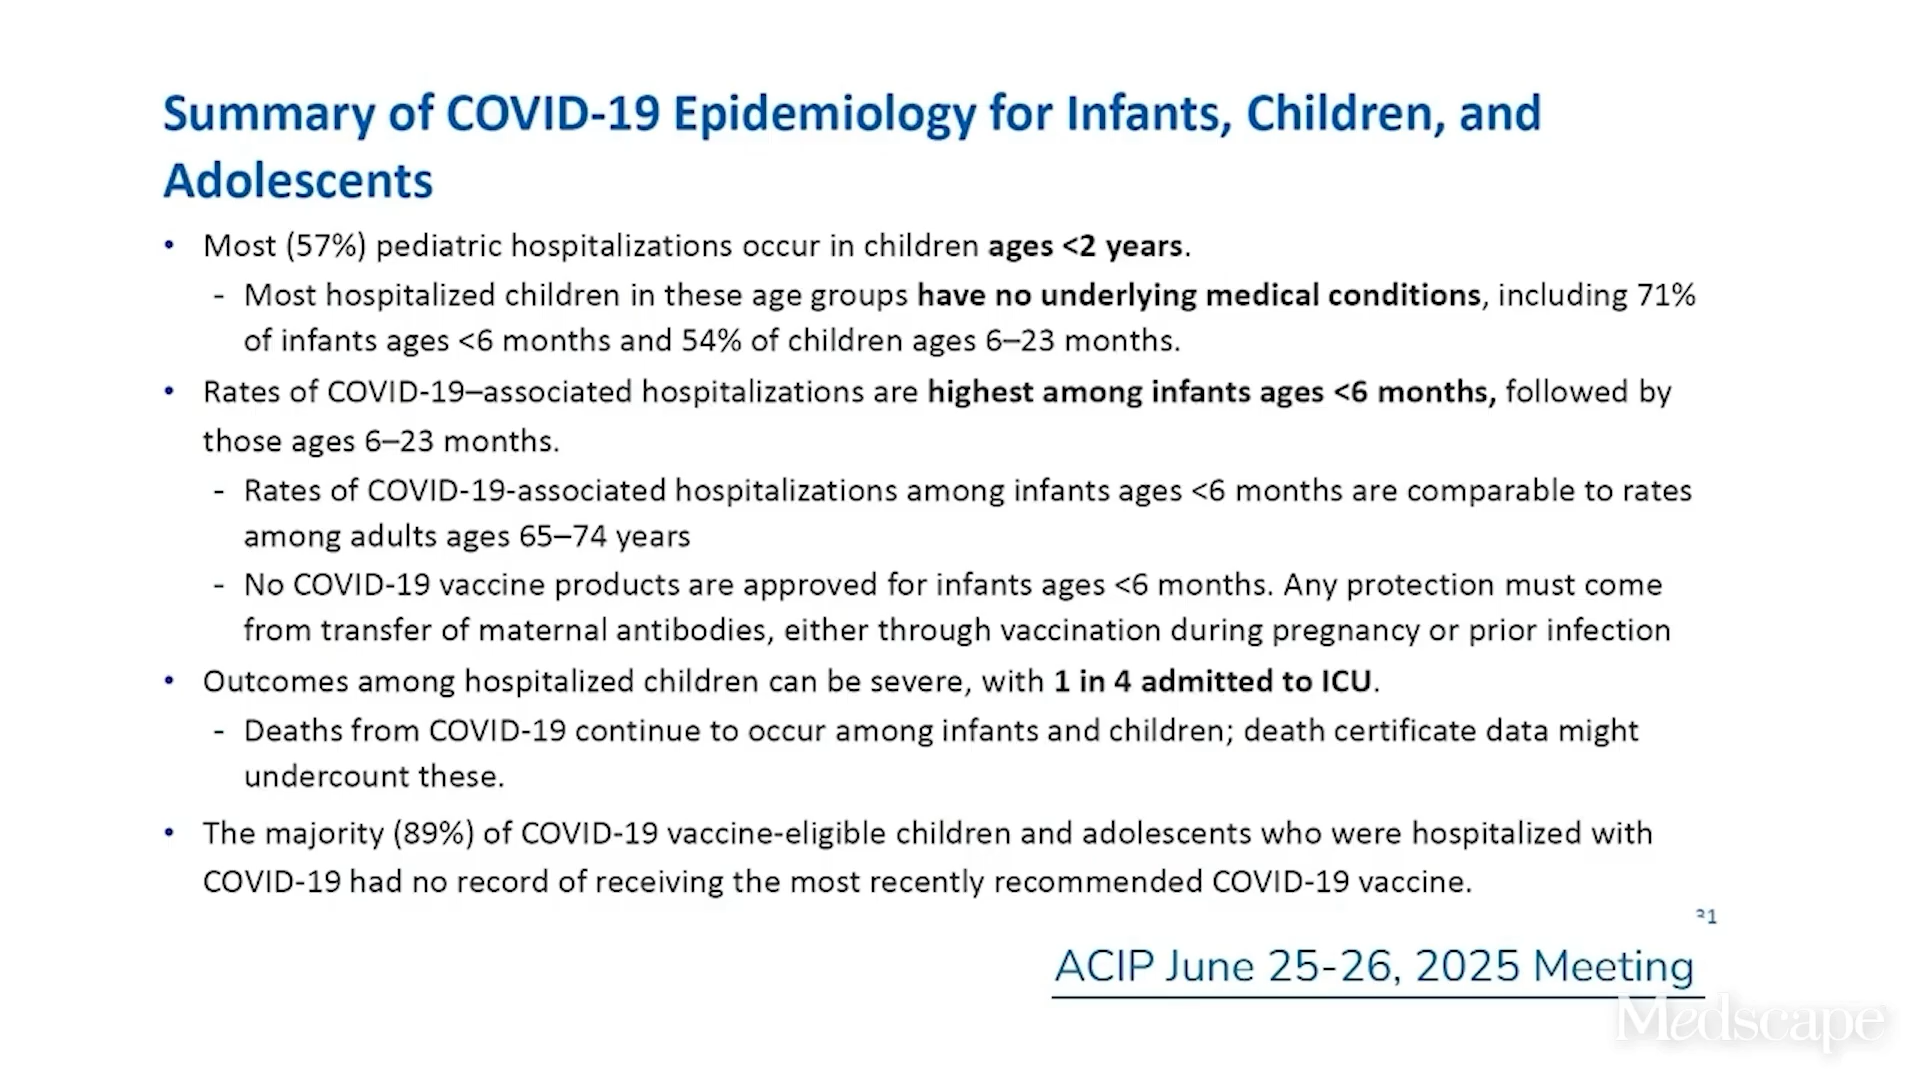 Summary of COVID-19 Epidemiology for Infants, Children, and
Adolescents
• Most (57%) pediatric hospitalizations occur in children ages <2 years.
- Most hospitalized children in these age groups have no underlying medical conditions, including 71%
of infants ages <6 months and 54% of children ages 6–23 months.
• Rates of COVID-19–associated hospitalizations are highest among infants ages <6 months, followed by
those ages 6–23 months.
- Rates of COVID-19-associated hospitalizations among infants ages <6 months are comparable to rates
among adults ages 65–74 years
- No COVID-19 vaccine products are approved for infants ages <6 months. Any protection must come
from transfer of maternal antibodies, either through vaccination during pregnancy or prior infection
• Outcomes among hospitalized children can be severe, with 1 in 4 admitted to ICU.
- Deaths from COVID-19 continue to occur among infants and children; death certificate data might
undercount these.
• The majority (89%) of COVID-19 vaccine-eligible children and adolescents who were hospitalized with
COVID-19 had no record of receiving the most recently recommended COVID-19 vaccine.
ACIP June 25-26, 2025 Meeting
Medscape